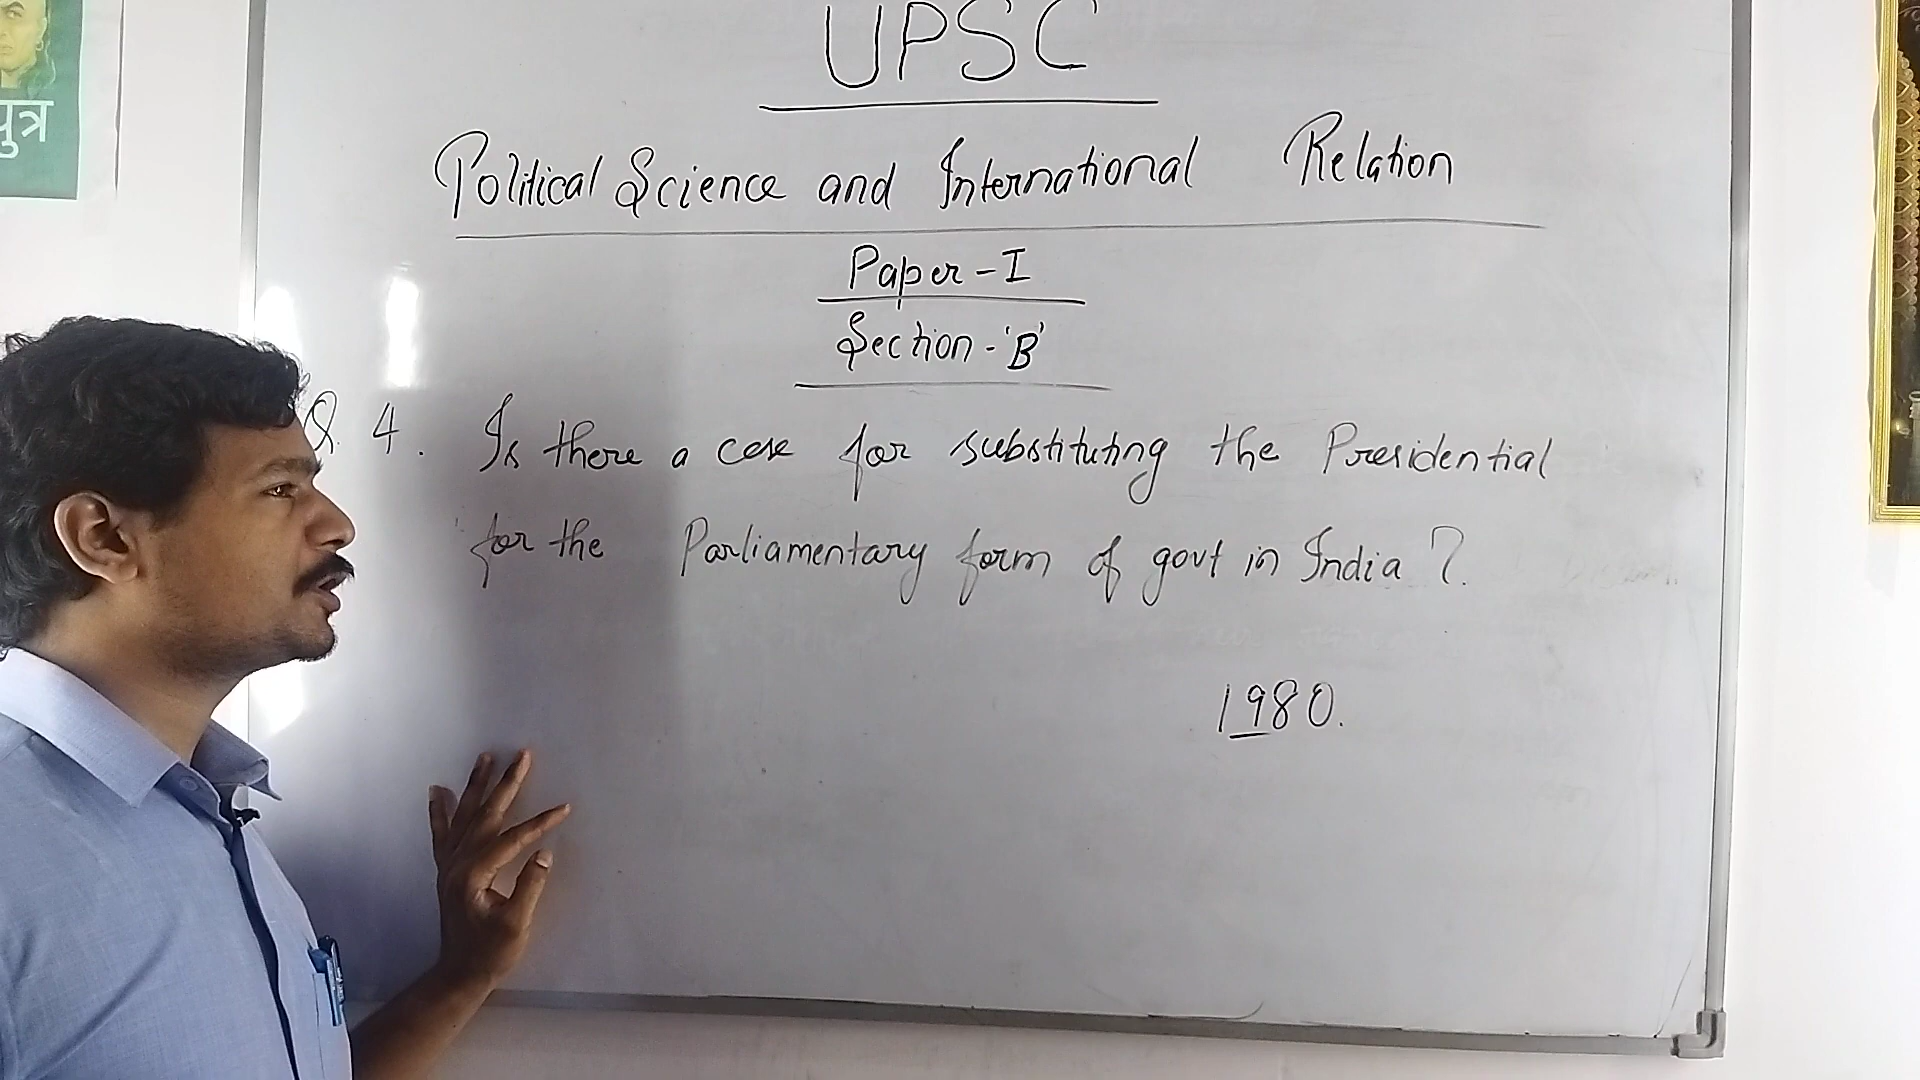 पुत्र
UPSC
Political Science and International Relation
Paper - I
Section - 'B'
Q. 4. Is there a case for substituting the Presidential
for the Parliamentary form of govt in India ?
1980.